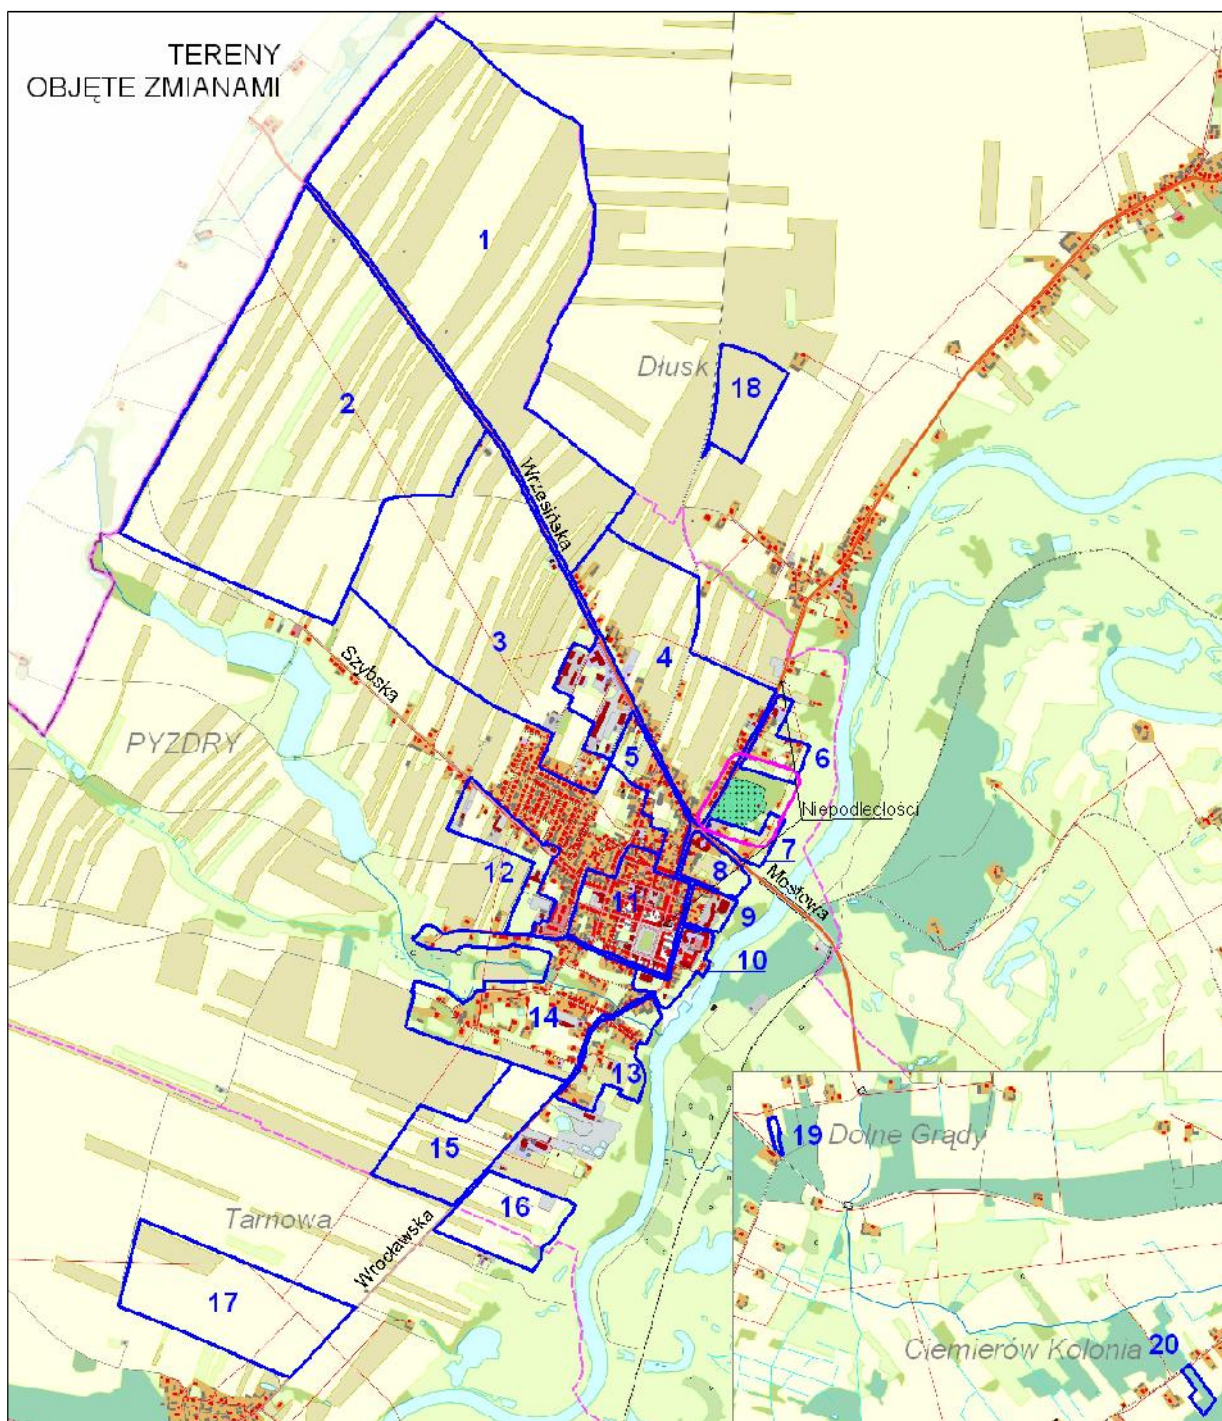 TERENY
OBJĘTE ZMIANAMI
1
Dłusk
18
2
Wrzesińska
3
4
Szybska
PYZDRY
5
6
Niepodległości
7
12
8
Mostowa
11
9
10
14
13
15
19 Dolne Grądy
16
Tarnowa
Wrocławska
17
Ciemierów Kolonia 20